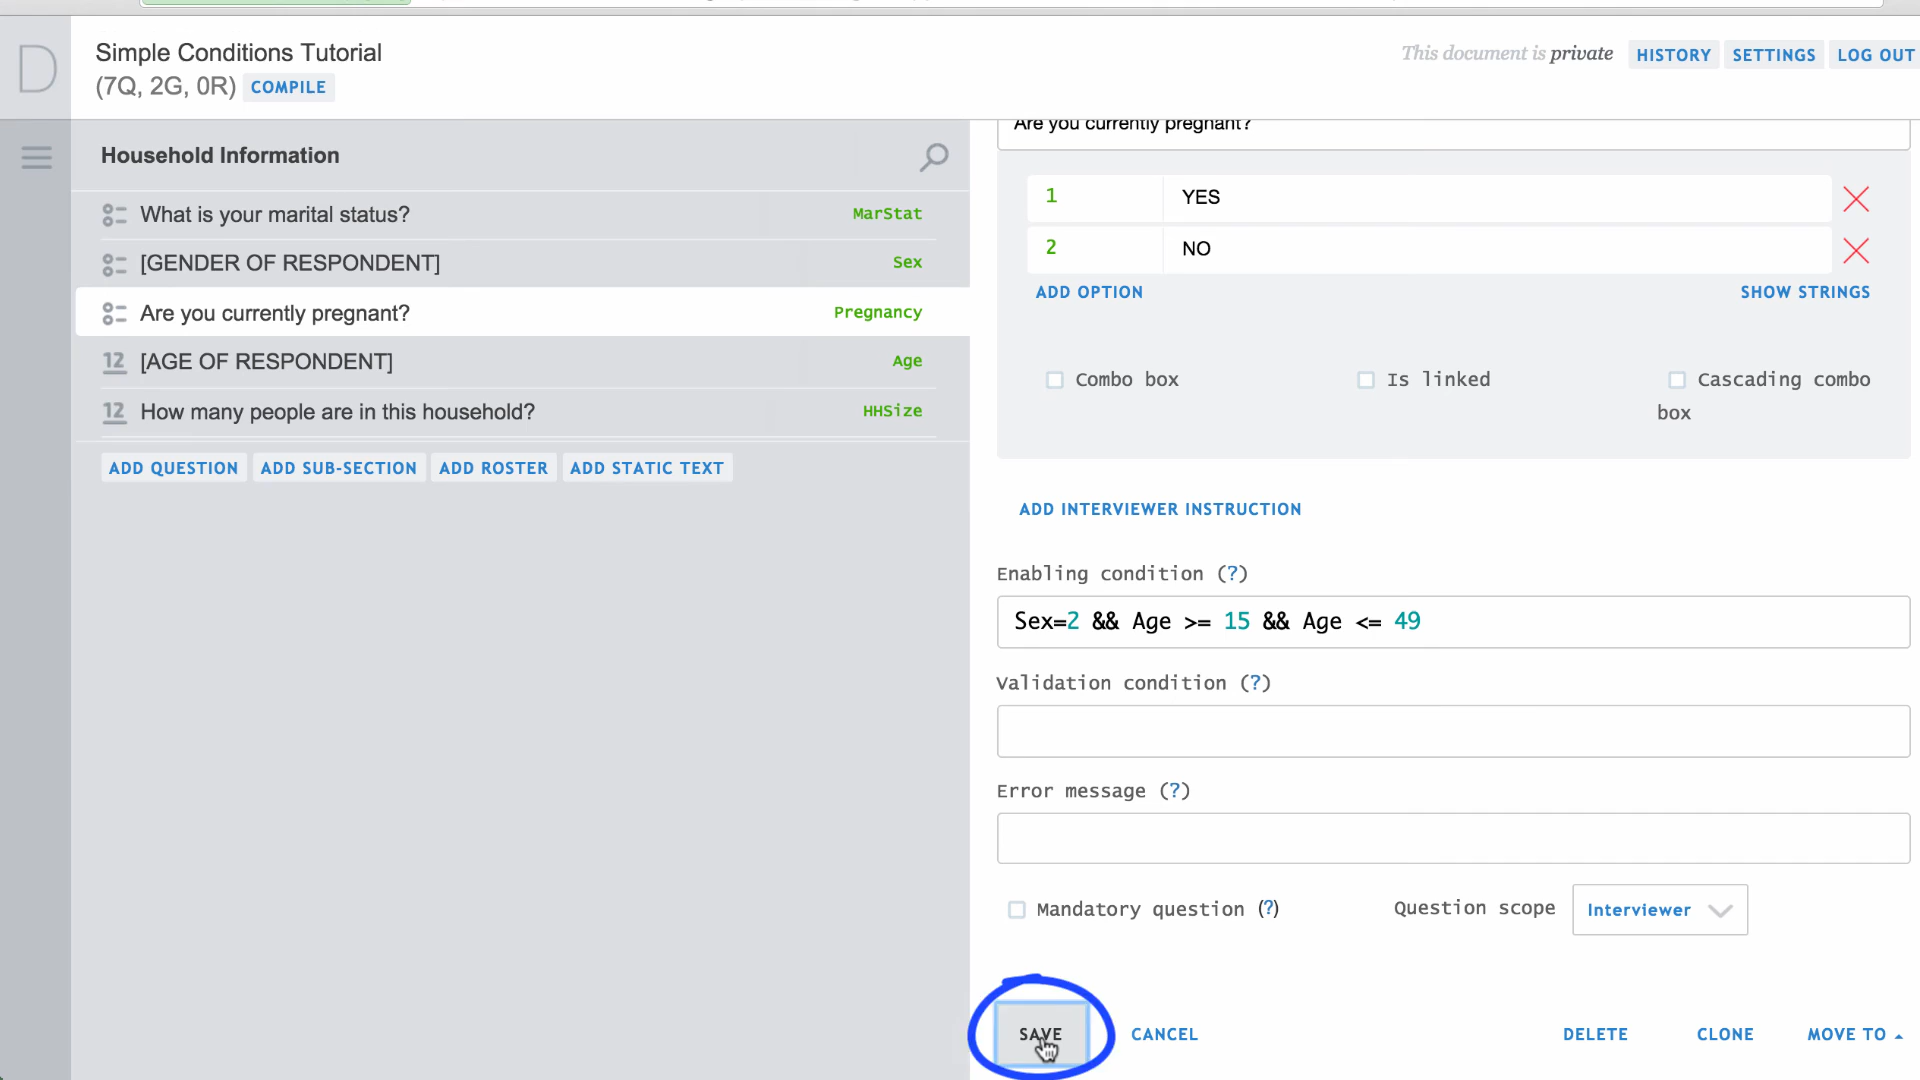 D
Simple Conditions Tutorial
(7Q, 2G, 0R) COMPILE
This document is private HISTORY SETTINGS LOG OUT
Household Information
What is your marital status? MarStat
[GENDER OF RESPONDENT] Sex
Are you currently pregnant? Pregnancy
12 [AGE OF RESPONDENT] Age
12 How many people are in this household? HHSize
ADD QUESTION ADD SUB-SECTION ADD ROSTER ADD STATIC TEXT
Are you currently pregnant?
1 YES
2 NO
ADD OPTION SHOW STRINGS
Combo box Is linked Cascading combo
box
ADD INTERVIEWER INSTRUCTION
Enabling condition (?)
Sex=2 && Age >= 15 && Age <= 49
Validation condition (?)
Error message (?)
Mandatory question (?) Question scope Interviewer
SAVE CANCEL DELETE CLONE MOVE TO